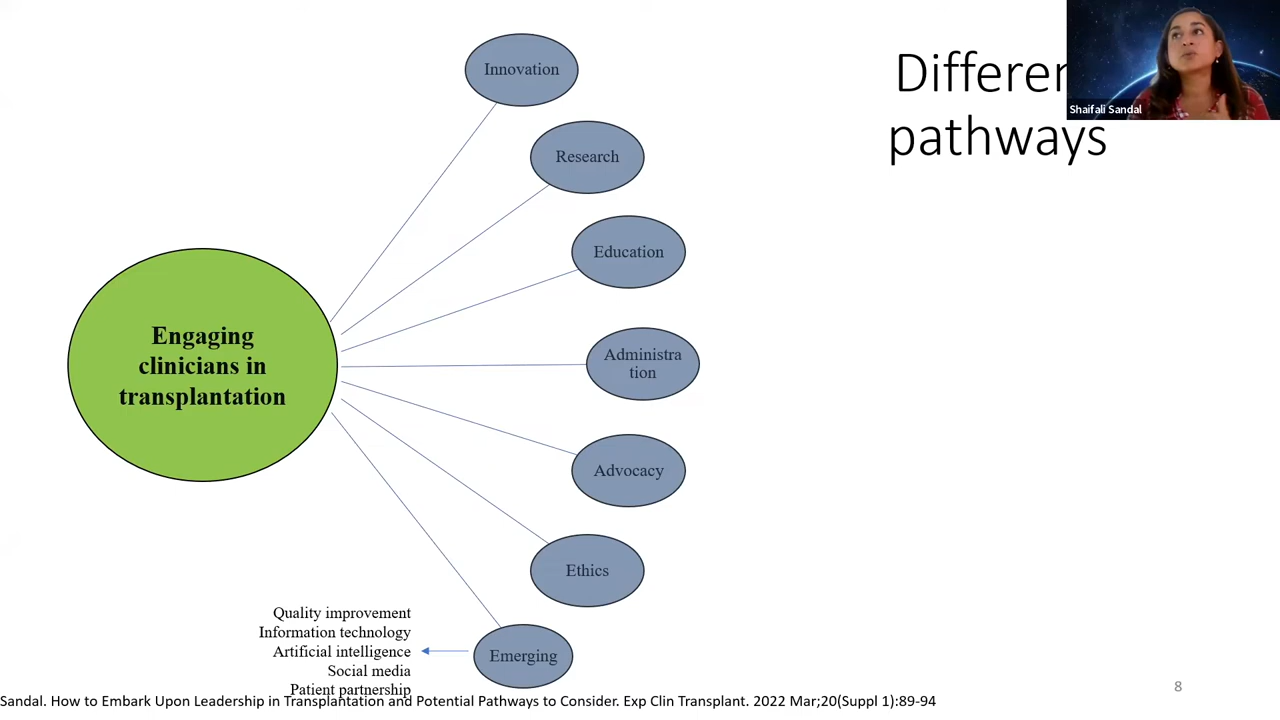 Differen
pathways
Shaifali Sandal
Innovation
Research
Education
Administra
tion
Advocacy
Ethics
Emerging
Engaging
clinicians in
transplantation
Quality improvement
Information technology
Artificial intelligence
Social media
Patient partnership
Sandal. How to Embark Upon Leadership in Transplantation and Potential Pathways to Consider. Exp Clin Transplant. 2022 Mar;20(Suppl 1):89-94
8